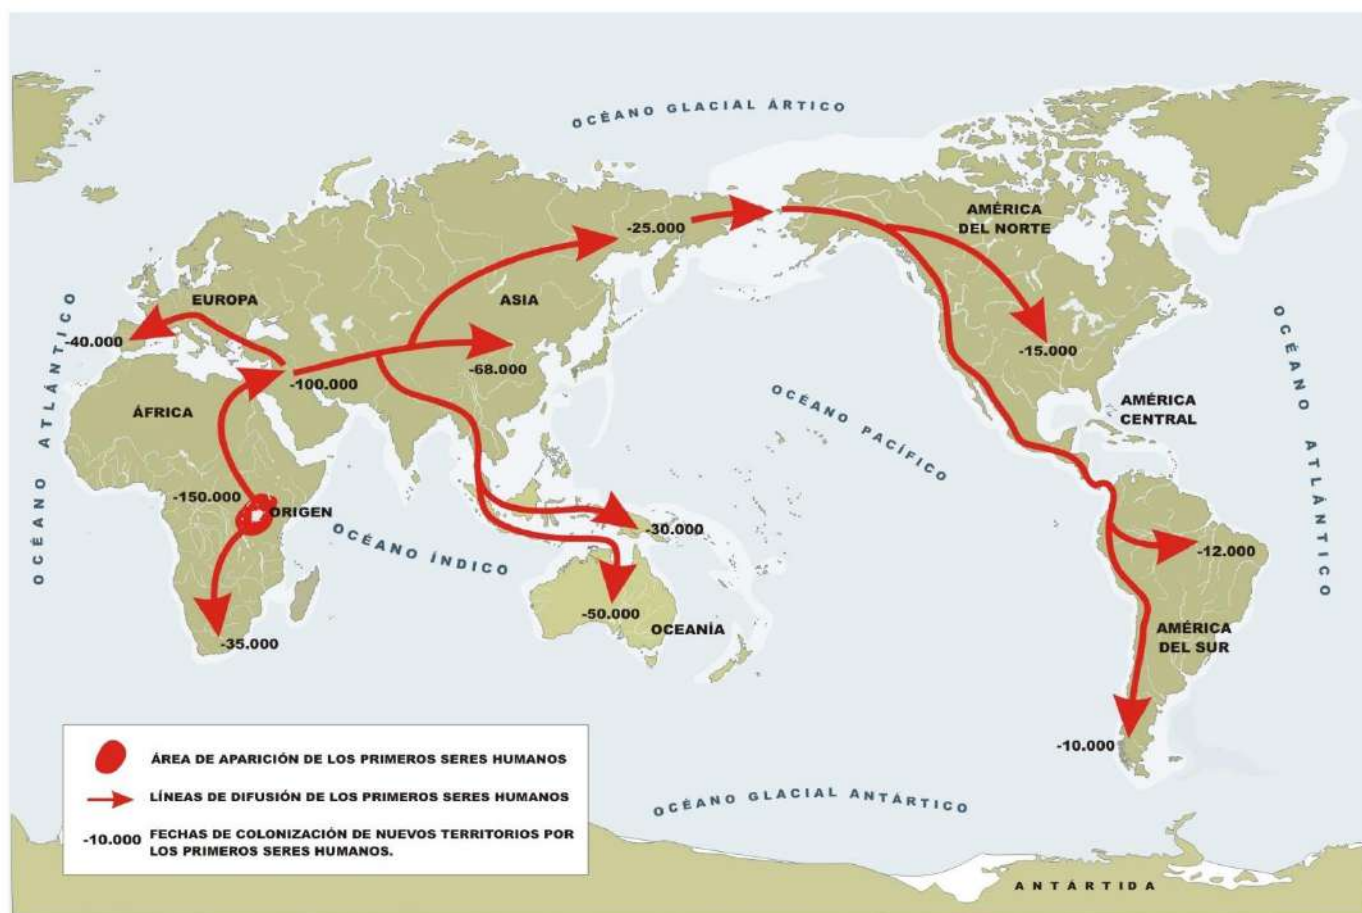 OCÉANO GLACIAL ÁRTICO
AMÉRICA
DEL NORTE
-25.000
EUROPA
ASIA
OCÉANO ATLÁNTICO
-40.000
-100.000
-68.000
-15.000
OCÉANO ATLÁNTICO
ÁFRICA
OCÉANO PACÍFICO
AMÉRICA
CENTRAL
-150.000
ORIGEN
OCÉANO ÍNDICO
-30.000
-12.000
-35.000
-50.000
OCEANÍA
AMÉRICA
DEL SUR
-10.000
ÁREA DE APARICIÓN DE LOS PRIMEROS SERES HUMANOS
LÍNEAS DE DIFUSIÓN DE LOS PRIMEROS SERES HUMANOS
-10.000 FECHAS DE COLONIZACIÓN DE NUEVOS TERRITORIOS POR
LOS PRIMEROS SERES HUMANOS.
OCÉANO GLACIAL ANTÁRTICO
ANTÁRTIDA